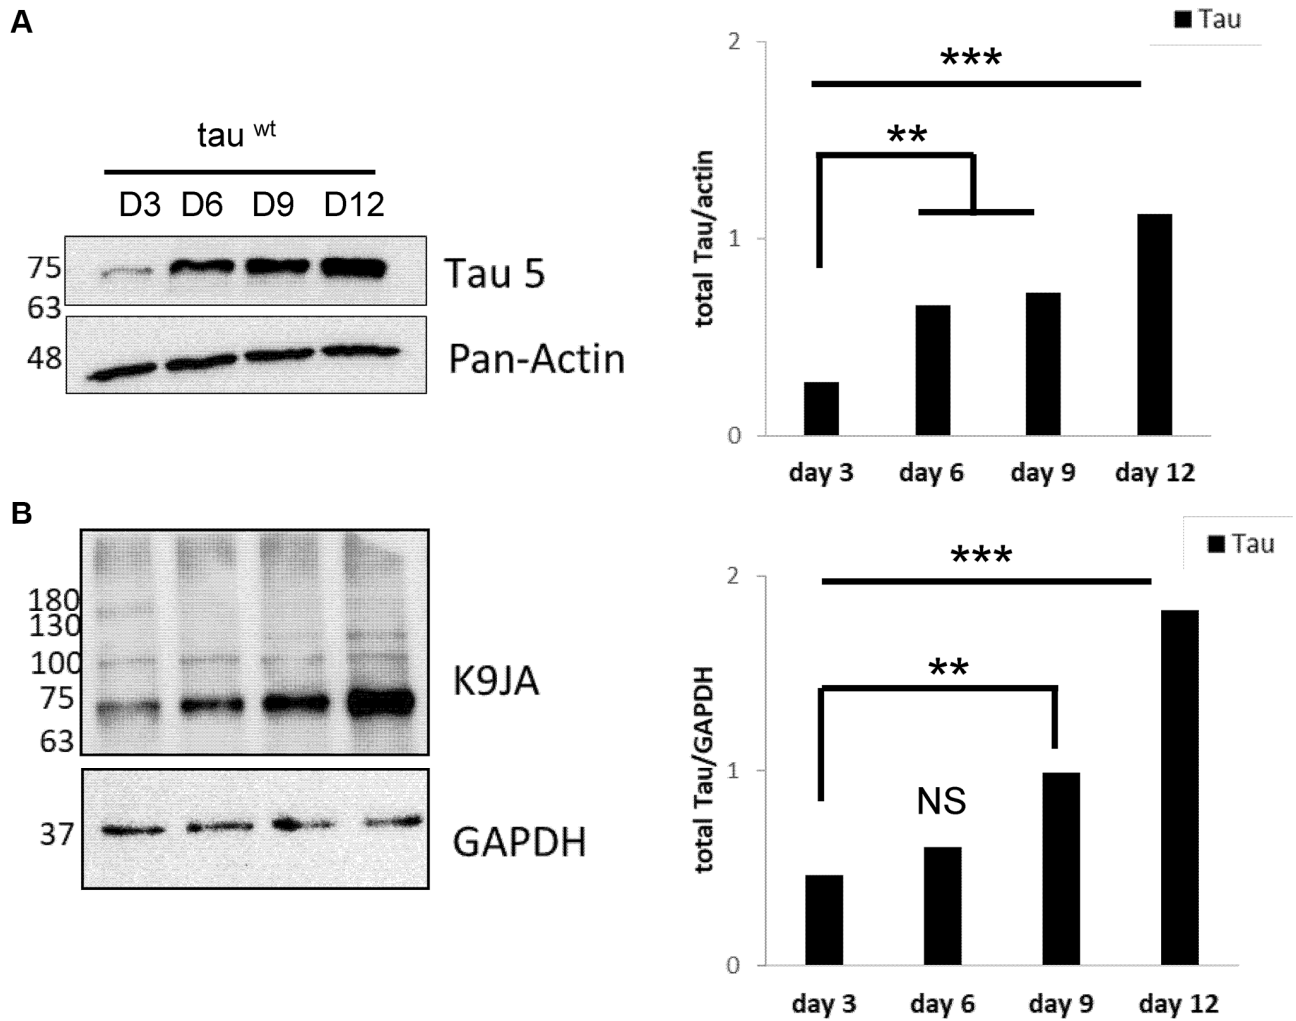 A
tau wt
D3 D6 D9 D12
75
63
48
Tau 5
Pan-Actin
Tau
2
1
0
total Tau/actin
***
**
day 3 day 6 day 9 day 12
B
180
130
100
75
63
37
K9JA
GAPDH
Tau
2
1
0
total Tau/GAPDH
***
**
NS
day 3 day 6 day 9 day 12